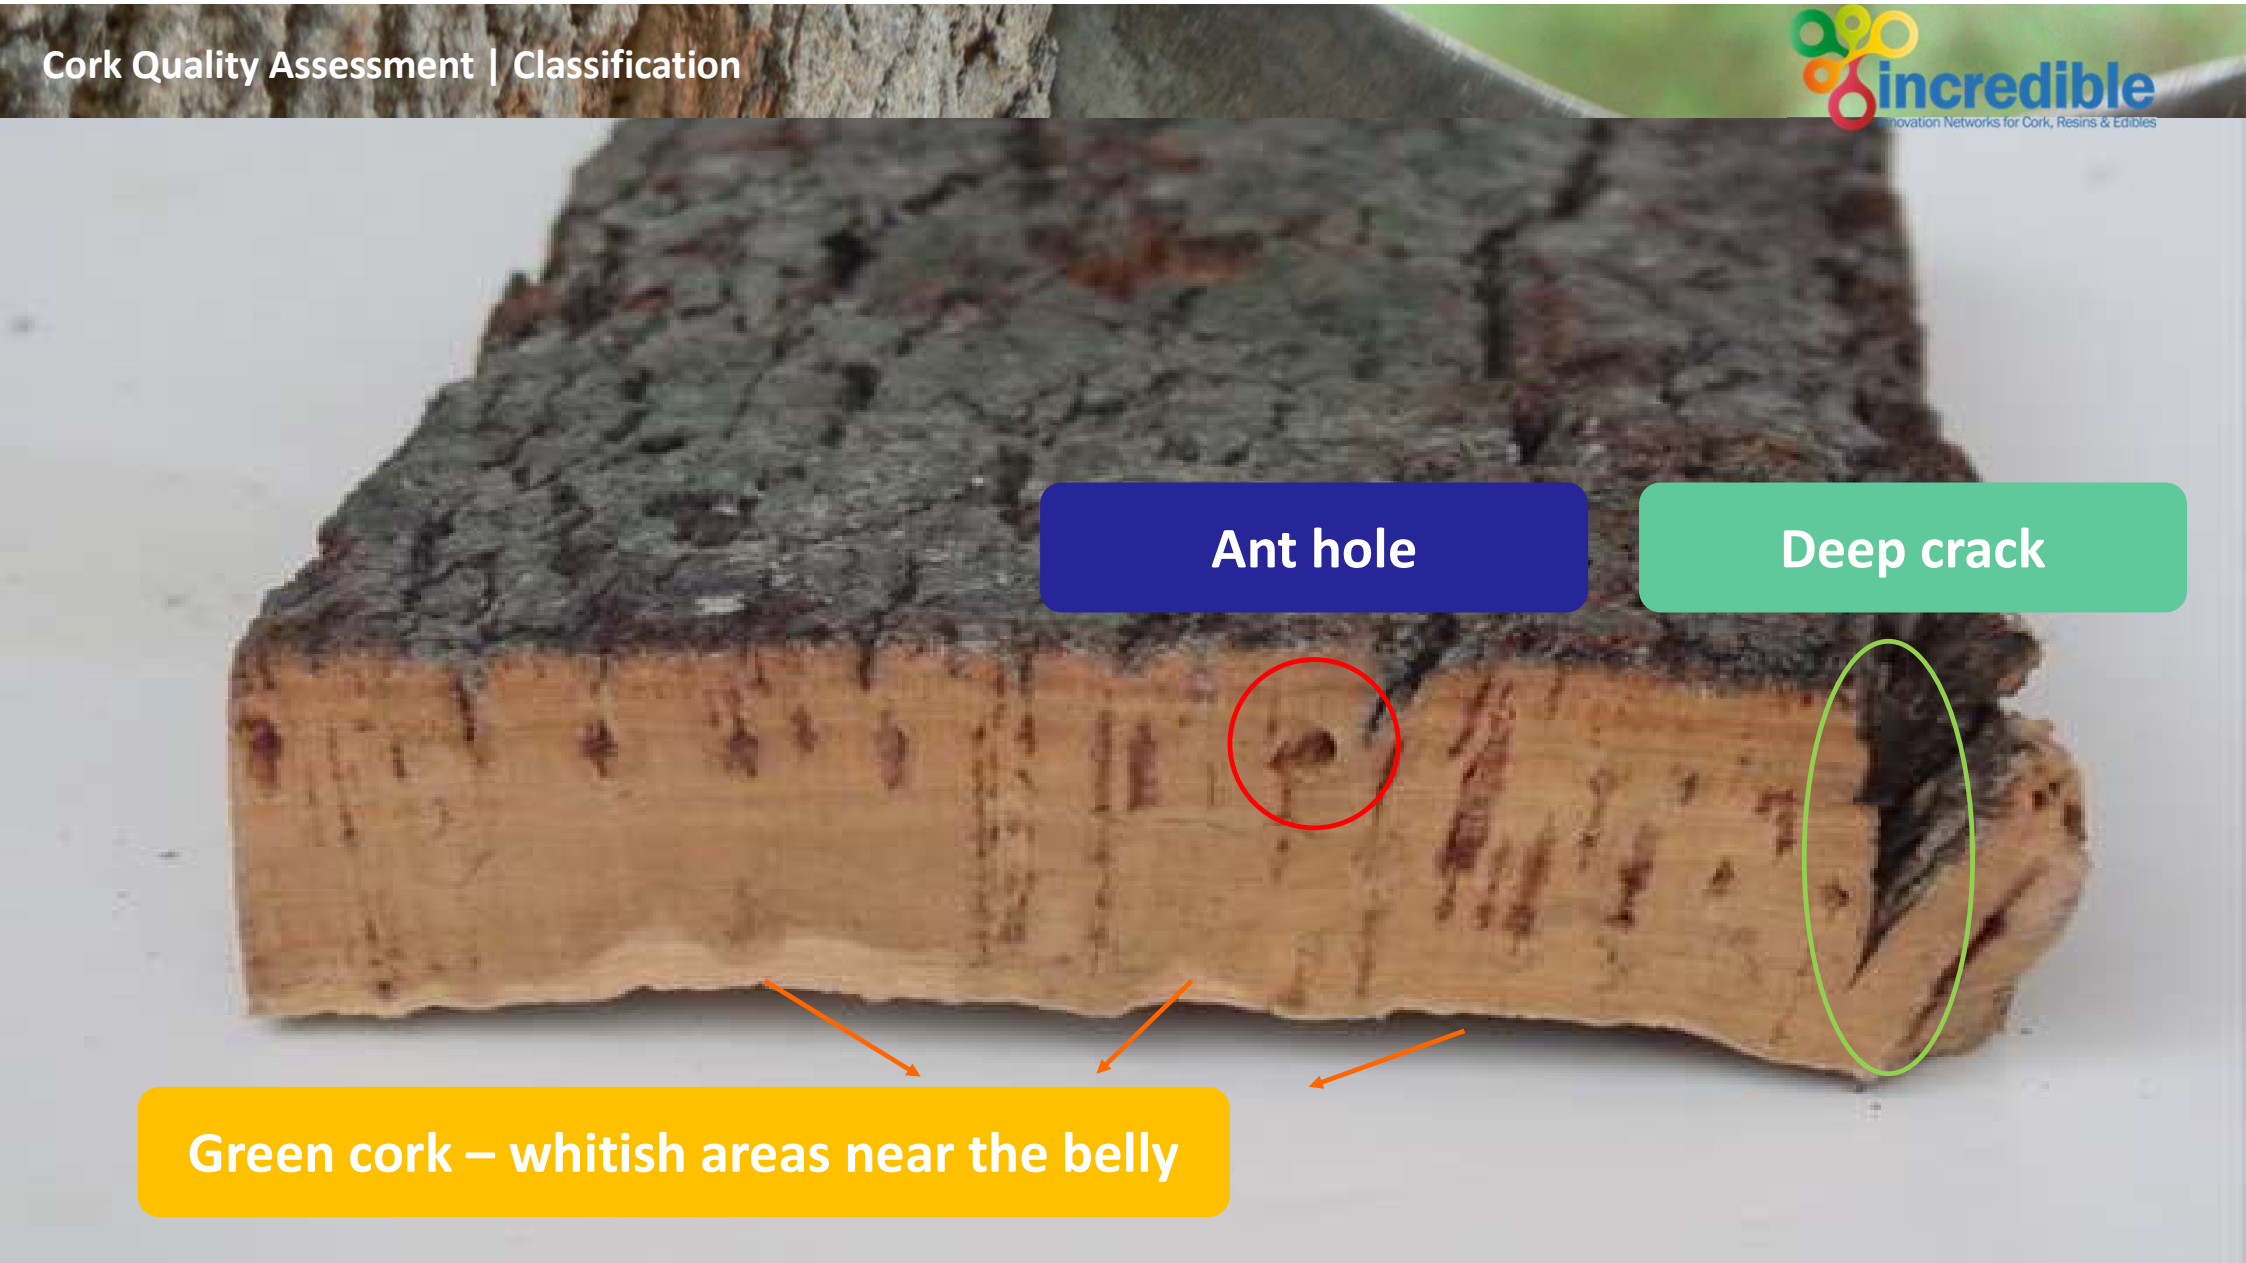 Cork Quality Assessment | Classification
incredible
novation Networks for Cork, Resins & Edibles
Ant hole
Deep crack
Green cork – whitish areas near the belly